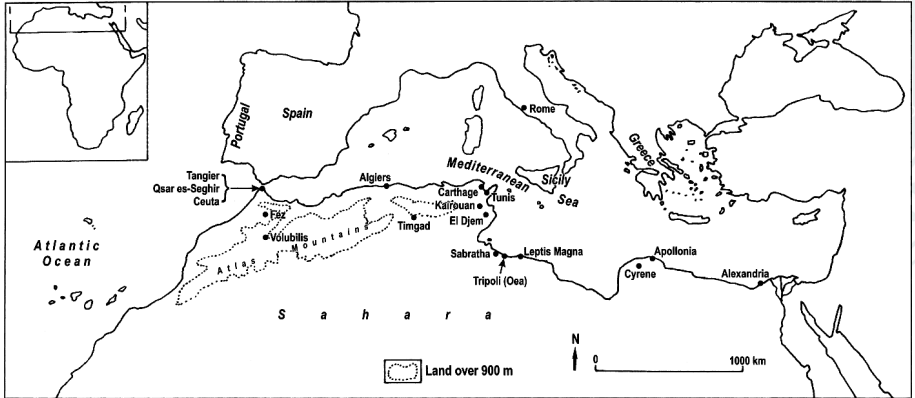 Rome
Portugal
Spain
Greece
Mediterranean
Sea
Sicily
Tangier
Qsar es-Seghir
Ceuta
Algiers
Carthage
Tunis
Kairouan
El Djem
Fez
Volubilis
Timgad
Atlas Mountains
Atlantic
Ocean
Sabratha
Leptis Magna
Tripoli (Oea)
Apollonia
Cyrene
Alexandria
Sahara
N
0 1000 km
Land over 900 m